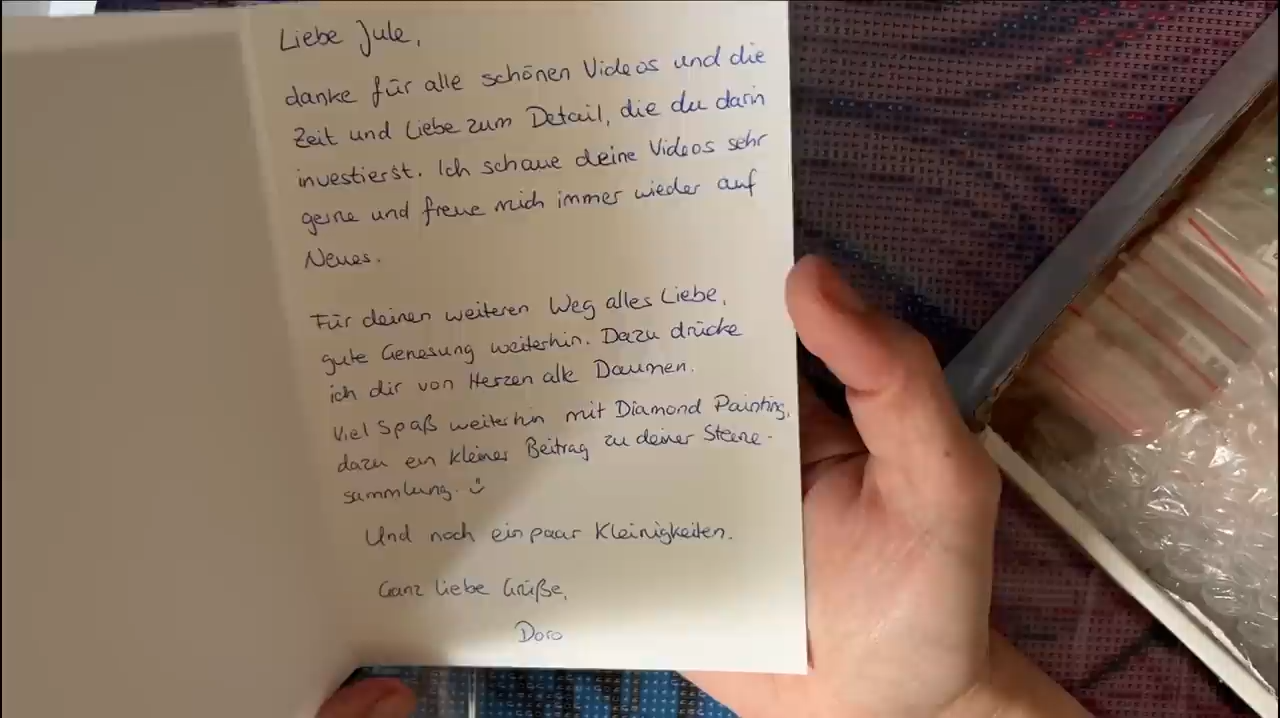 Liebe Jule,
danke für alle schönen Videos und die
Zeit und Liebe zum Detail, die du darin
investierst. Ich schaue deine Videos sehr
gerne und freue mich immer wieder auf
Neues.
Für deinen weiteren Weg alles Liebe,
gute Genesung weiterhin. Dazu drücke
ich dir von Herzen alle Daumen.
Viel Spaß weiterhin mit Diamond Painting,
dazu ein kleiner Beitrag zu deiner Steine-
sammlung. ü
Und noch ein paar Kleinigkeiten.
Ganz liebe Grüße,
Doro